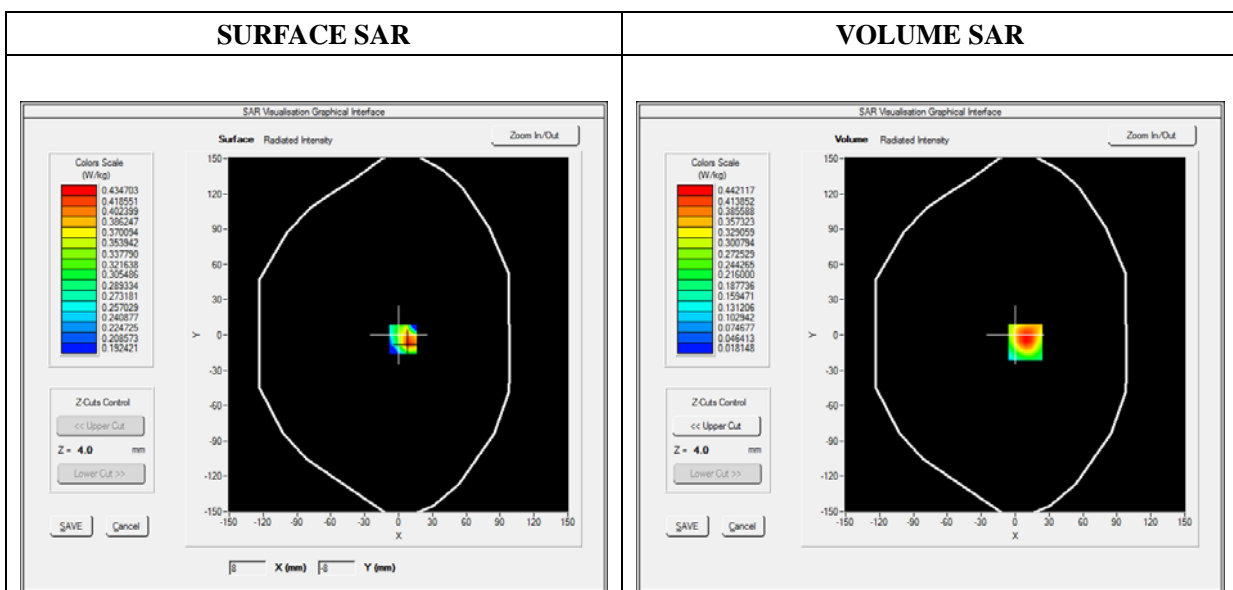 SURFACE SAR
VOLUME SAR
SAR Visualisation Graphical Interface
Surface Radiated Intensity
Zoom In/Out
Colors Scale
(W/kg)
0.434703
0.418551
0.402399
0.386247
0.370094
0.353942
0.337790
0.321638
0.305486
0.289334
0.273181
0.257029
0.240877
0.224725
0.208573
0.192421
Z-Cuts Control
<< Upper Cut
Z = 4.0 mm
Lower Cut >>
SAVE Cancel
Y
150
120
90
60
30
0
-30
-60
-90
-120
-150
-150 -120 -90 -60 -30 0 30 60 90 120 150
X
8 X (mm) -8 Y (mm)
SAR Visualisation Graphical Interface
Volume Radiated Intensity
Zoom In/Out
Colors Scale
(W/kg)
0.442117
0.413852
0.385588
0.357323
0.329059
0.300794
0.272529
0.244265
0.216000
0.187736
0.159471
0.131206
0.102942
0.074677
0.046413
0.018148
Z-Cuts Control
<< Upper Cut
Z = 4.0 mm
Lower Cut >>
SAVE Cancel
Y
150
120
90
60
30
0
-30
-60
-90
-120
-150
-150 -120 -90 -60 -30 0 30 60 90 120 150
X